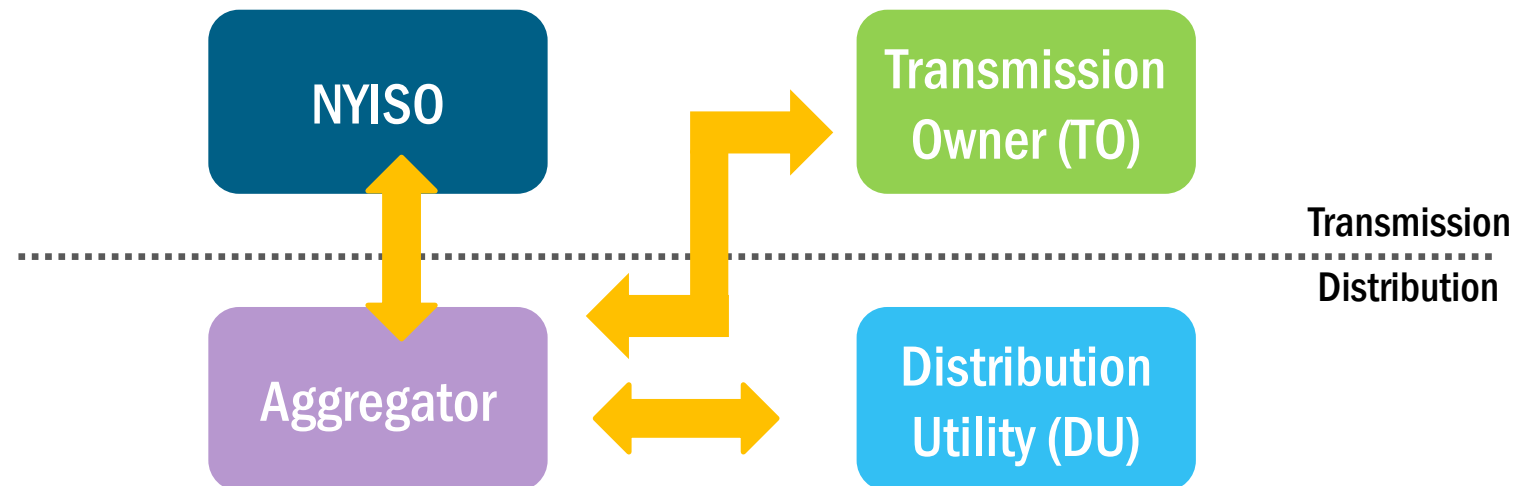 NYISO
Transmission
Owner (TO)
Transmission
Distribution
Aggregator
Distribution
Utility (DU)